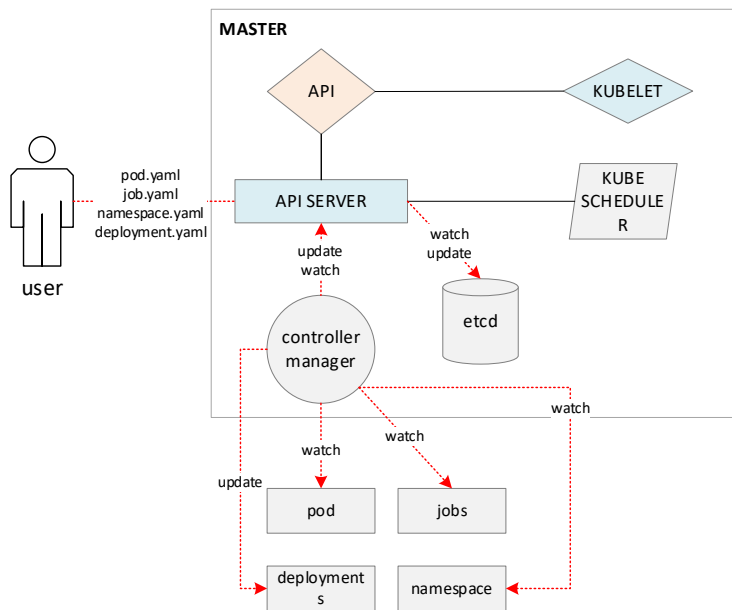 MASTER
API
KUBELET
pod.yaml
job.yaml
namespace.yaml
deployment.yaml
API SERVER
KUBE
SCHEDULE
R
user
update
watch
watch
update
etcd
controller
manager
watch
watch
watch
update
pod
jobs
deployment
s
namespace